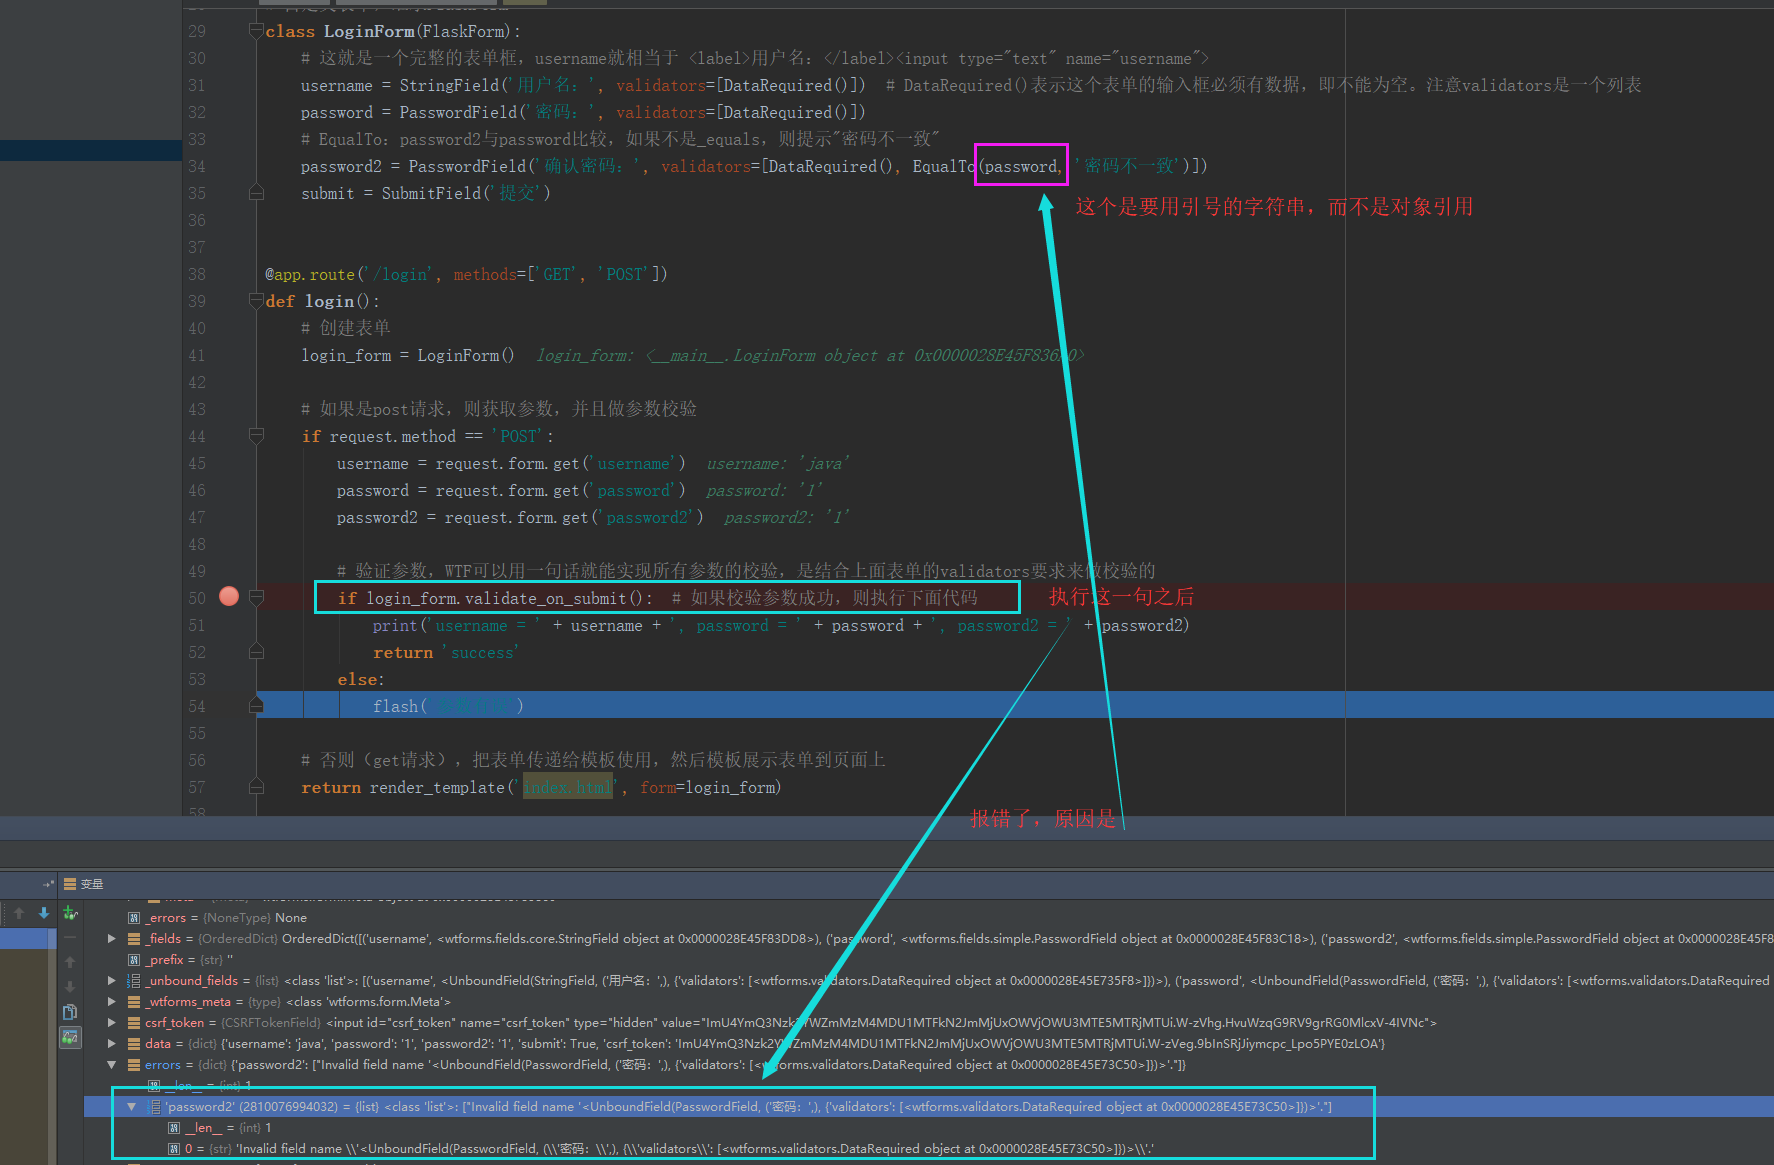 29 class LoginForm(FlaskForm):
30 # 这就是一个完整的表单框，username就相当于 <label>用户名：</label><input type="text" name="username">
31 username = StringField('用户名：', validators=[DataRequired()])  # DataRequired()表示这个表单的输入框必须有数据，即不能为空。注意validators是一个列表
32 password = PasswordField('密码：', validators=[DataRequired()])
33 # EqualTo：password2与password比较，如果不是_equals，则提示"密码不一致"
34 password2 = PasswordField('确认密码：', validators=[DataRequired(), EqualTo(password, '密码不一致')])
35 submit = SubmitField('提交')
这个是要用引号的字符串，而不是对象引用
36
37
38 @app.route('/login', methods=['GET', 'POST'])
39 def login():
40 # 创建表单
41 login_form = LoginForm()  login_form: <__main__.LoginForm object at 0x0000028E45F836 0>
42
43 # 如果是post请求，则获取参数，并且做参数校验
44 if request.method == 'POST':
45 username = request.form.get('username')  username: 'java'
46 password = request.form.get('password')  password: '1'
47 password2 = request.form.get('password2')  password2: '1'
48
49 # 验证参数，WTF可以用一句话就能实现所有参数的校验，是结合上面表单的validators要求来做校验的
50 if login_form.validate_on_submit():  # 如果校验参数成功，则执行下面代码 执行这一句之后
51 print('username = ' + username + ', password = ' + password + ', password2 = ' + password2)
52 return 'success'
53 else:
54 flash(' ')
55
56 # 否则（get请求），把表单传递给模板使用，然后模板展示表单到页面上
57 return render_template('index.html', form=login_form)
报错了，原因是
58
变量
_errors = {NoneType} None
_fields = {OrderedDict} OrderedDict([('username', <wtforms.fields.core.StringField object at 0x0000028E45F83DD8>), ('password', <wtforms.fields.simple.PasswordField object at 0x0000028E45F83C18>), ('password2', <wtforms.fields.simple.PasswordField object at 0x0000028E45F8
_prefix = {str} ''
_unbound_fields = {list} <class 'list'>: [('username', <UnboundField(StringField, ('用户名：',), {'validators': [<wtforms.validators.DataRequired object at 0x0000028E45E735F8>]})>), ('password', <UnboundField(PasswordField, ('密码：',), {'validators': [<wtforms.validators.DataRequired
_wtforms_meta = {type} <class 'wtforms.form.Meta'>
csrf_token = {CSRFTokenField} <input id="csrf_token" name="csrf_token" type="hidden" value="ImU4YmQ3Nzk YWZmMzM4MDU1MTFkN2JmMjUxOWVjOWU3MTE5MTRjMTUi.W-zVhg.HvuWzqG9RV9grRG0MlcxV-4IVNc">
data = {dict} {'username': 'java', 'password': '1', 'password2': '1', 'submit': True, 'csrf_token': 'ImU4YmQ3Nzk2Y ZmMzM4MDU1MTFkN2JmMjUxOWVjOWU3MTE5MTRjMTUi.W-zVeg.9bInSRjJiymcpc_Lpo5PYE0zLOA'}
errors = {dict} {'password2': ["Invalid field name '<UnboundField(PasswordField, ('密码：',), {'validators': [<wtforms.validators.DataRequired object at 0x0000028E45E73C50>]})>'."]}
__len__ = {int} 1
'password2' (2810076994032) = {list} <class 'list'>: ["Invalid field name '<UnboundField(PasswordField, ('密码：',), {'validators': [<wtforms.validators.DataRequired object at 0x0000028E45E73C50>]})>'."]
__len__ = {int} 1
0 = {str} 'Invalid field name \\'<UnboundField(PasswordField, (\\'密码：\\',), {\\'validators\\': [<wtforms.validators.DataRequired object at 0x0000028E45E73C50>]})>\\'.'